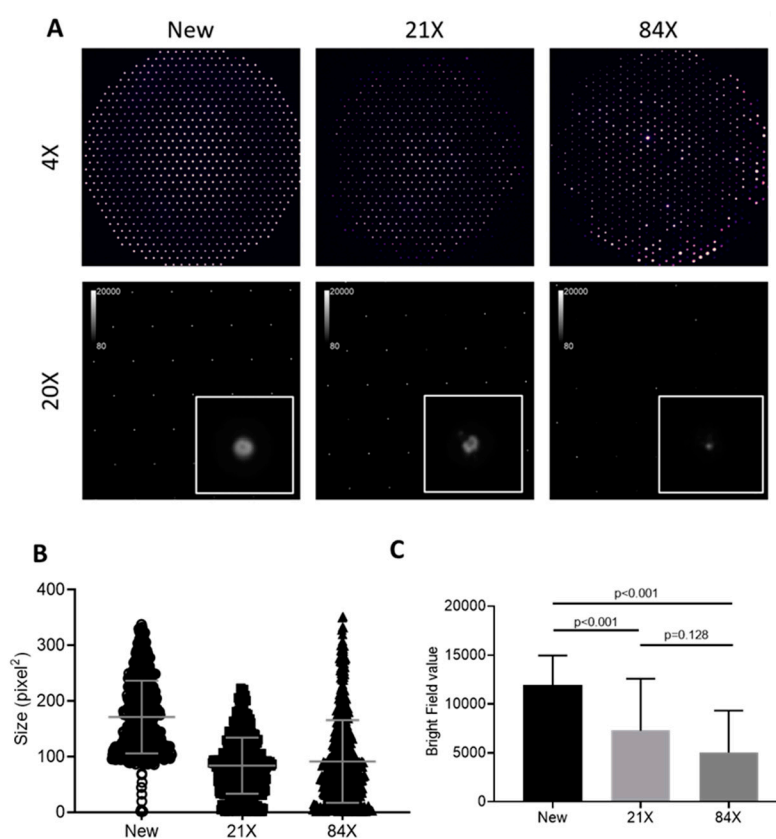 A
New 21X 84X
4X
20X
20000 20000 20000
80 80 80
B
Size (pixel²)
400
300
200
100
0
New 21X 84X
C
p<0.001
p<0.001
p=0.128
Bright Field value
20000
15000
10000
5000
0
New 21X 84X